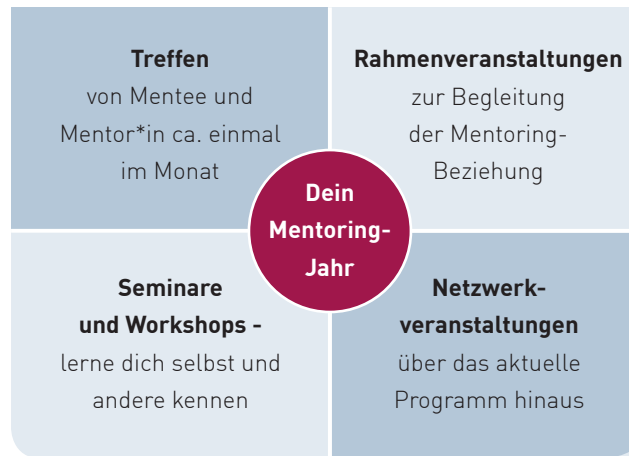 Treffen
von Mentee und
Mentor*in ca. einmal
im Monat
Rahmenveranstaltungen
zur Begleitung
der Mentoring-
Beziehung
Dein
Mentoring-
Jahr
Seminare
und Workshops -
lerne dich selbst und
andere kennen
Netzwerk-
veranstaltungen
über das aktuelle
Programm hinaus